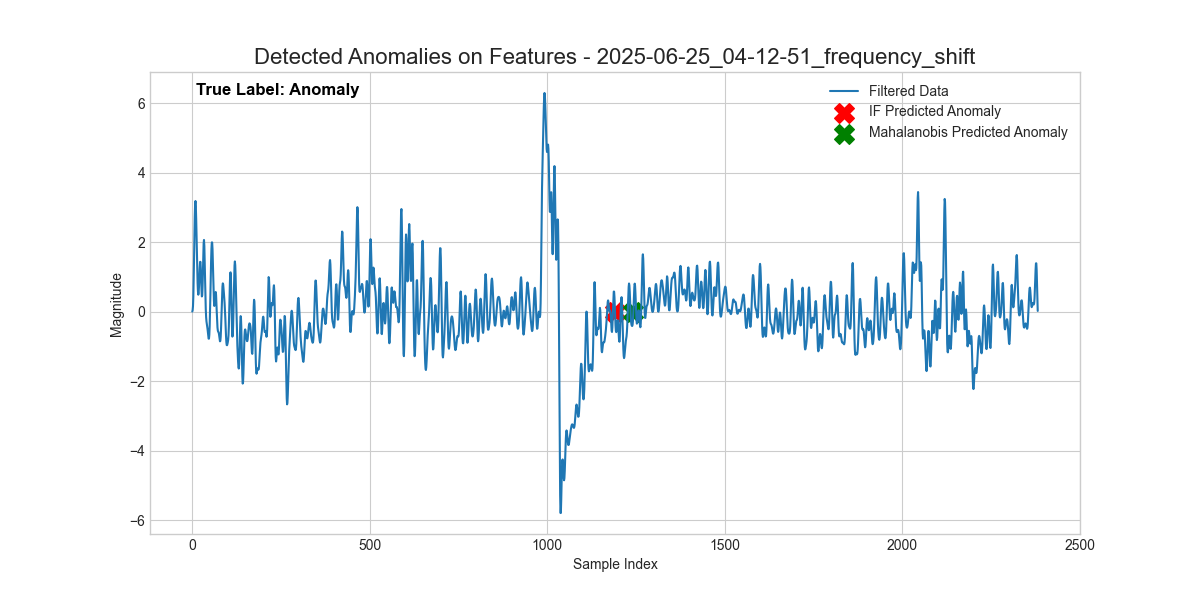 Detected Anomalies on Features - 2025-06-25_04-12-51_frequency_shift
True Label: Anomaly
Filtered Data
IF Predicted Anomaly
Mahalanobis Predicted Anomaly
6
4
2
0
−2
−4
−6
Magnitude
0 500 1000 1500 2000 2500
Sample Index